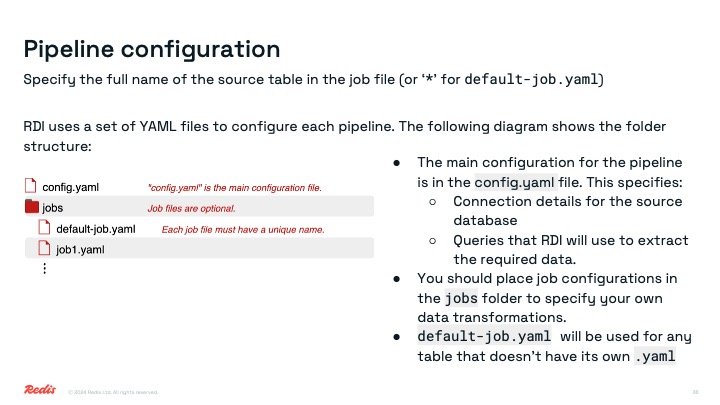 Pipeline configuration
Specify the full name of the source table in the job file (or ‘*’ for default-job.yaml)
RDI uses a set of YAML files to configure each pipeline. The following diagram shows the folder
structure:
config.yaml "config.yaml" is the main configuration file.
jobs Job files are optional.
default-job.yaml Each job file must have a unique name.
job1.yaml
⋮
● The main configuration for the pipeline
is in the config.yaml file. This specifies:
○ Connection details for the source
database
○ Queries that RDI will use to extract
the required data.
● You should place job configurations in
the jobs folder to specify your own
data transformations.
● default-job.yaml will be used for any
table that doesn’t have its own .yaml
Redis © 2024 Redis Ltd. All rights reserved.